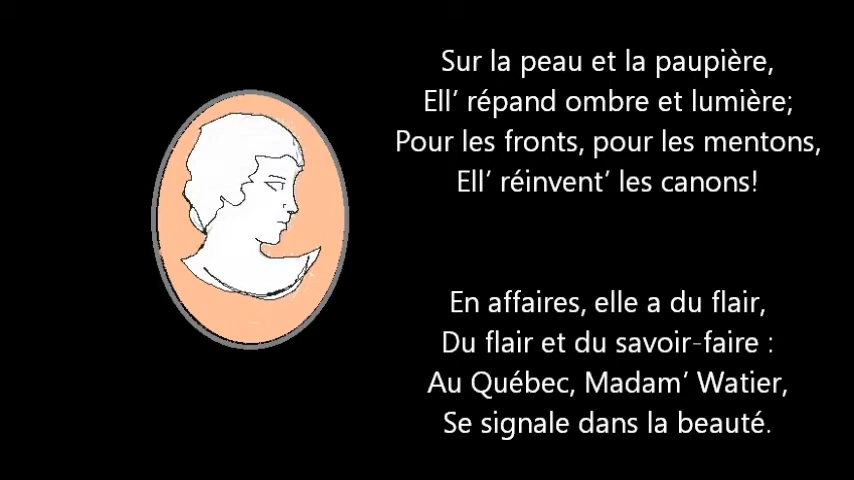 Sur la peau et la paupière,
Ell’ répand ombre et lumière;
Pour les fronts, pour les mentons,
Ell’ réinvent’ les canons!
En affaires, elle a du flair,
Du flair et du savoir-faire :
Au Québec, Madam’ Watier,
Se signale dans la beauté.